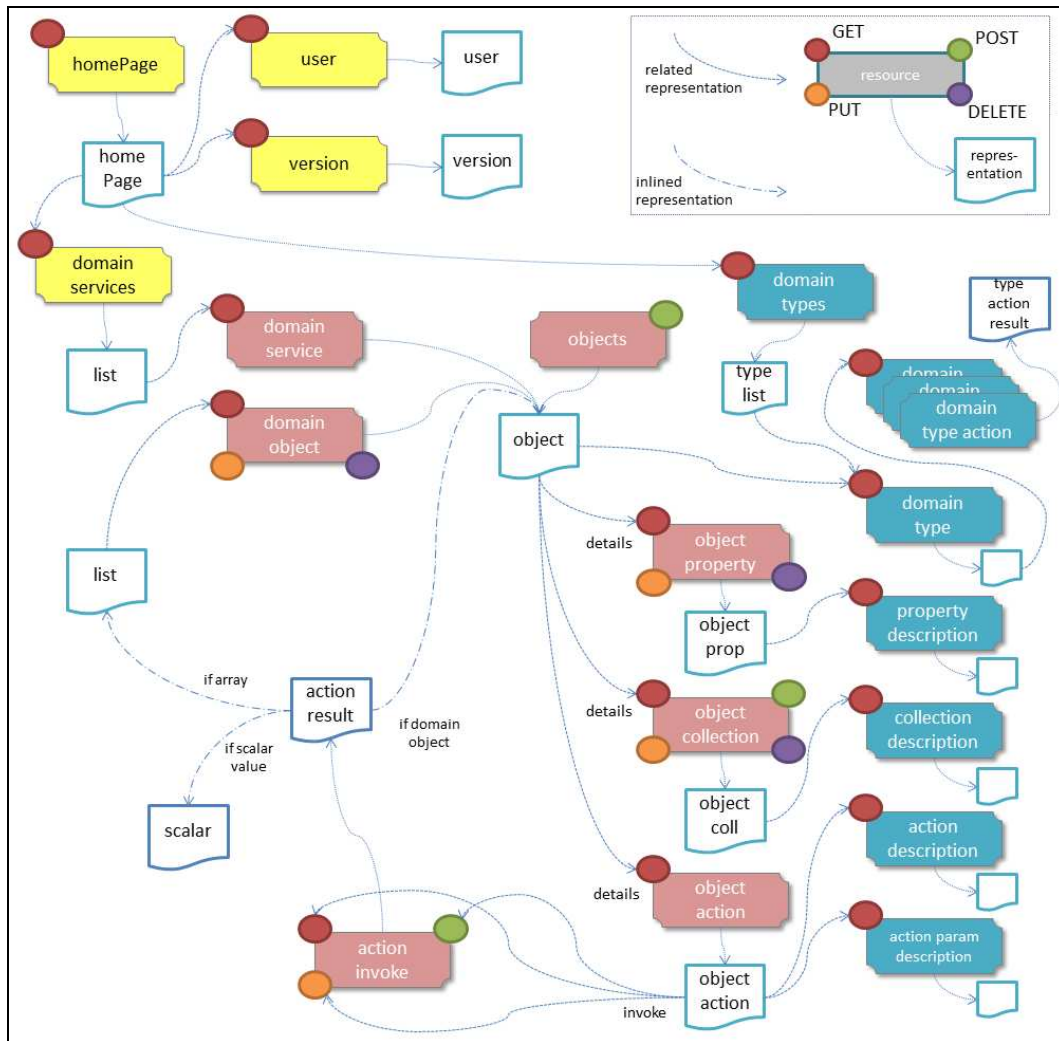 homePage
user
user
GET
POST
resource
related
representation
PUT
DELETE
home
Page
version
version
repres-
entation
inlined
representation
domain
services
domain
types
type
action
result
list
domain
service
objects
type
list
domain
domain
domain
type action
domain
object
object
domain
type
details
object
property
list
object
prop
property
description
if array
action
result
if domain
object
details
object
collection
collection
description
if scalar
value
scalar
object
coll
action
description
details
object
action
action
invoke
action param
description
object
action
invoke